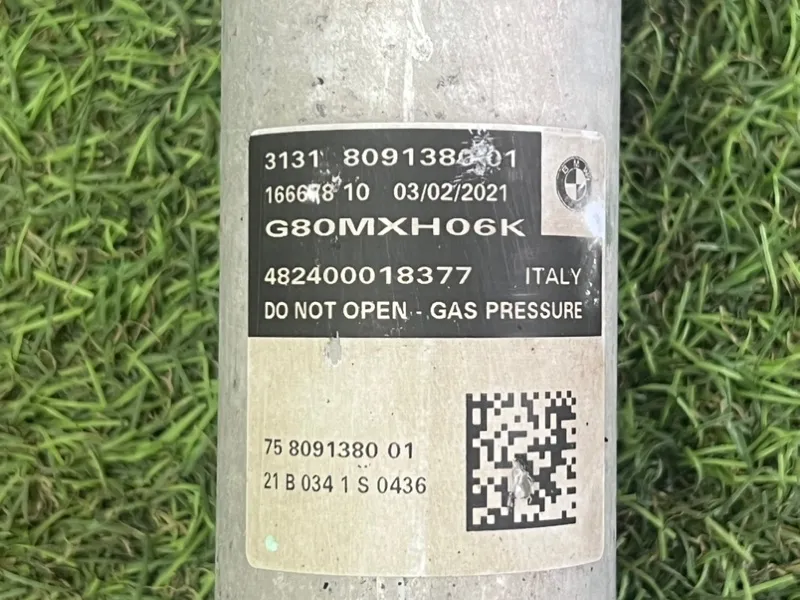 3131 8091380 01
10 03/02/2021
BMW
G80MXH06K
482400018377 ITALY
DO NOT OPEN - GAS PRESSURE
75 8091380 01
21 B 034 1 S 0436